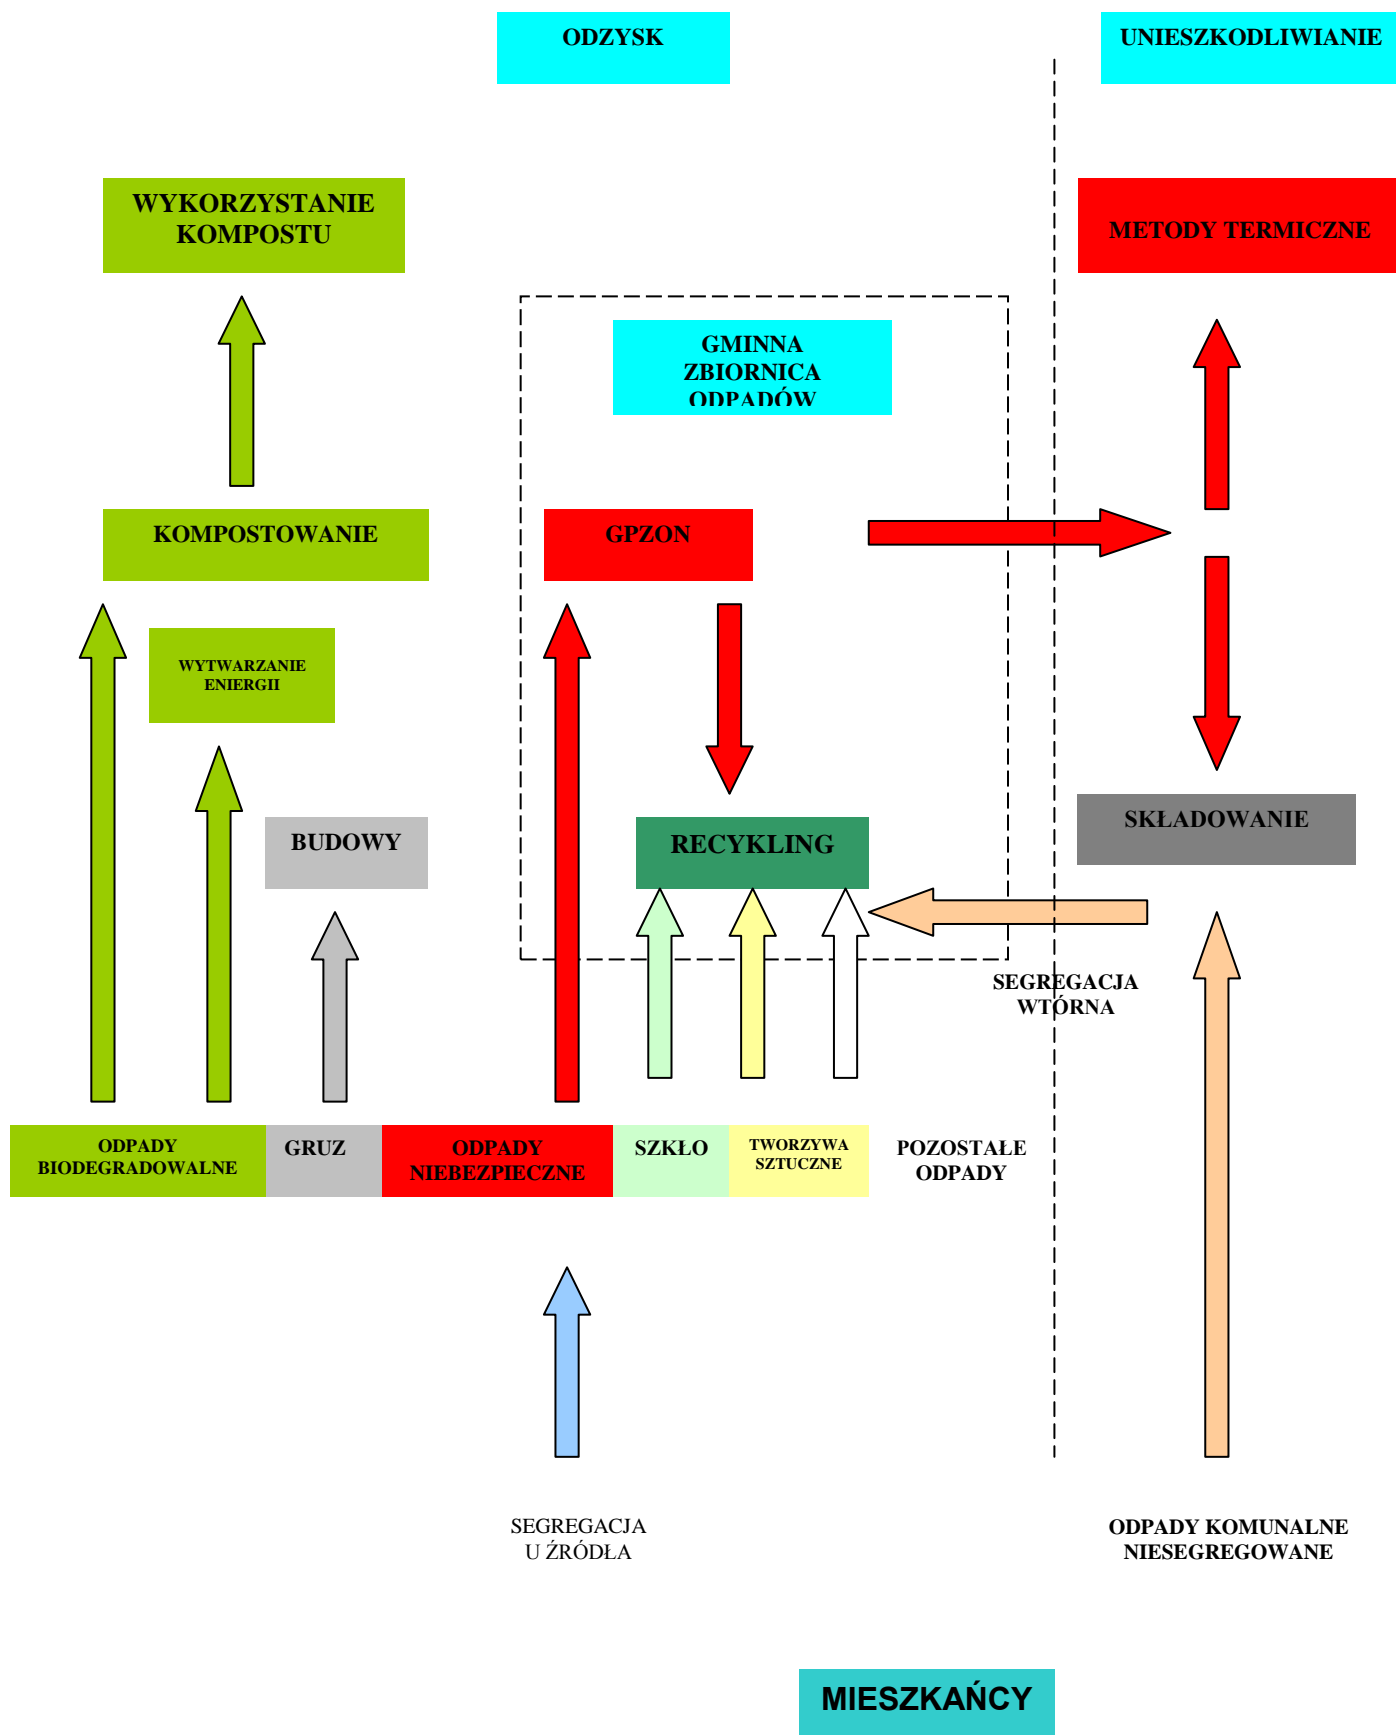 ODZYSK
UNIESZKODLIWIANIE
WYKORZYSTANIE
KOMPOSTU
METODY TERMICZNE
GMINNA
ZBIORNICA
ODPADÓW
KOMPOSTOWANIE
GPZON
WYTWARZANIE
ENIERGII
BUDOWY
RECYKLING
SKŁADOWANIE
SEGREGACJA
WTÓRNA
ODPADY
BIODEGRADOWALNE
GRUZ
ODPADY
NIEBEZPIECZNE
SZKŁO
TWORZYWA
SZTUCZNE
POZOSTAŁE
ODPADY
SEGREGACJA
U ŹRÓDŁA
ODPADY KOMUNALNE
NIESEGREGOWANE
MIESZKAŃCY